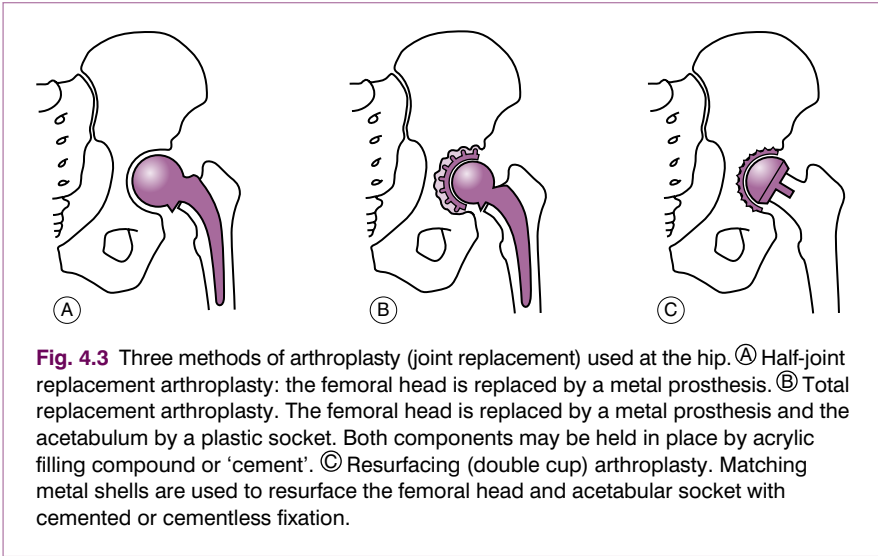 A
B
C
Fig. 4.3 Three methods of arthroplasty (joint replacement) used at the hip. Ⓐ Half-joint
replacement arthroplasty: the femoral head is replaced by a metal prosthesis. Ⓑ Total
replacement arthroplasty. The femoral head is replaced by a metal prosthesis and the
acetabulum by a plastic socket. Both components may be held in place by acrylic
filling compound or ‘cement’. Ⓒ Resurfacing (double cup) arthroplasty. Matching
metal shells are used to resurface the femoral head and acetabular socket with
cemented or cementless fixation.